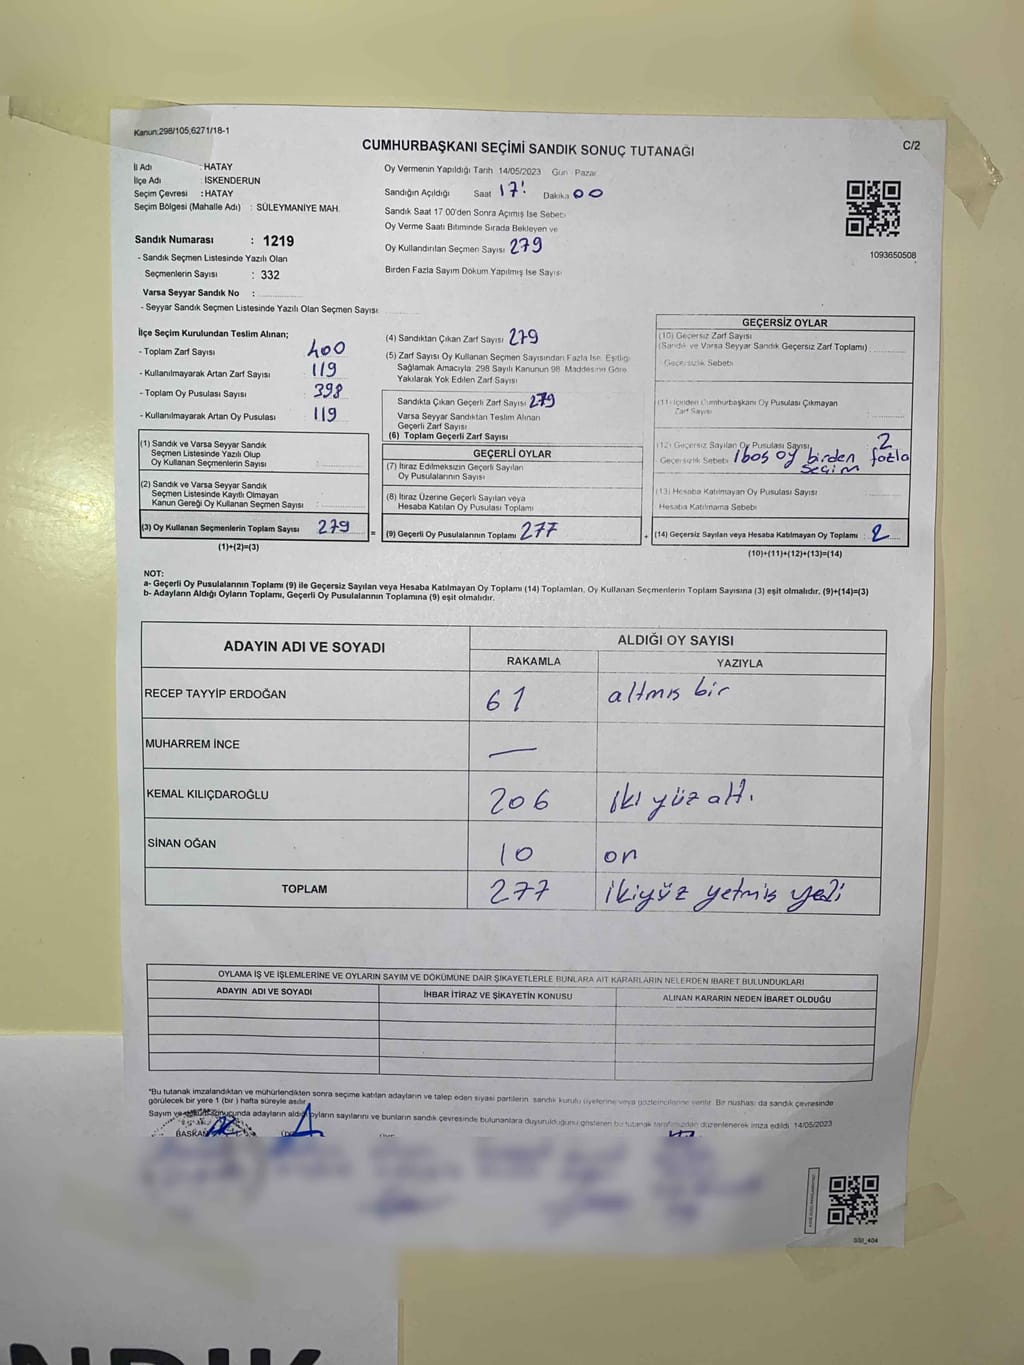 Kanun:298/105,6271/18-1
CUMHURBAŞKANI SEÇİMİ SANDIK SONUÇ TUTANAĞI
C/2
İl Adı : HATAY
İlçe Adı : İSKENDERUN
Seçim Çevresi : HATAY
Seçim Bölgesi (Mahalle Adı) : SÜLEYMANİYE MAH.
Sandık Numarası : 1219
- Sandık Seçmen Listesinde Yazılı Olan
Seçmenlerin Sayısı : 332
Varsa Seyyar Sandık No :
- Seyyar Sandık Seçmen Listesinde Yazılı Olan Seçmen Sayısı:
Oy Vermenin Yapıldığı Tarih 14/05/2023 Gün : Pazar
Sandığın Açıldığı Saat 17: Dakika 00
Sandık Saat 17.00'den Sonra Açımış İse Sebebi
Oy Verme Saati Bitiminde Sırada Bekleyen ve
Oy Kullandırılan Seçmen Sayısı 279
Birden Fazla Sayım Döküm Yapılmış İse Sayısı
1093650508
İlçe Seçim Kurulundan Teslim Alınan;
- Toplam Zarf Sayısı 400
- Kullanılmayarak Artan Zarf Sayısı 119
- Toplam Oy Pusulası Sayısı 398
- Kullanılmayarak Artan Oy Pusulası 119
(1) Sandık ve Varsa Seyyar Sandık
Seçmen Listesinde Yazılı Olup
Oy Kullanan Seçmenlerin Sayısı
(2) Sandık ve Varsa Seyyar Sandık
Seçmen Listesinde Kayıtlı Olmayan
Kanun Gereği Oy Kullanan Seçmen Sayısı
(3) Oy Kullanan Seçmenlerin Toplam Sayısı 279 =
(1)+(2)=(3)
(4) Sandıktan Çıkan Zarf Sayısı 279
(5) Zarf Sayısı Oy Kullanan Seçmen Sayısından Fazla İse, Eşitliği
Sağlamak Amacıyla; 298 Sayılı Kanunun 98. Maddesine Göre
Yakılarak Yok Edilen Zarf Sayısı
Sandıkta Çıkan Geçerli Zarf Sayısı 279
Varsa Seyyar Sandıktan Teslim Alınan
Geçerli Zarf Sayısı
(6) Toplam Geçerli Zarf Sayısı
GEÇERLİ OYLAR
(7) İtiraz Edilmeksizin Geçerli Sayılan
Oy Pusulalarının Sayısı
(8) İtiraz Üzerine Geçerli Sayılan veya
Hesaba Katılan Oy Pusulası Toplamı
(9) Geçerli Oy Pusulalarının Toplamı 277 +
GEÇERSİZ OYLAR
(10) Geçersiz Zarf Sayısı
(Sandık ve Varsa Seyyar Sandık Geçersiz Zarf Toplamı)
Geçersizlik Sebebi
(11) İçinden Cumhurbaşkanı Oy Pusulası Çıkmayan
Zarf Sayısı
(12) Geçersiz Sayılan Oy Pusulası Sayısı 2
Geçersizlik Sebebi 1 boş oy birden fazla
seçim
(13) Hesaba Katılmayan Oy Pusulası Sayısı
Hesaba Katılmama Sebebi
(14) Geçersiz Sayılan veya Hesaba Katılmayan Oy Toplamı : 2
(10)+(11)+(12)+(13)=(14)
NOT:
a- Geçerli Oy Pusulalarının Toplamı (9) ile Geçersiz Sayılan veya Hesaba Katılmayan Oy Toplamı (14) Toplamları, Oy Kullanan Seçmenlerin Toplam Sayısına (3) eşit olmalıdır. (9)+(14)=(3)
b- Adayların Aldığı Oyların Toplamı, Geçerli Oy Pusulalarının Toplamına (9) eşit olmalıdır.
ADAYIN ADI VE SOYADI
ALDIĞI OY SAYISI
RAKAMLA YAZIYLA
RECEP TAYYİP ERDOĞAN 61 altmış bir
MUHARREM İNCE —
KEMAL KILIÇDAROĞLU 206 iki yüz altı
SİNAN OĞAN 10 on
TOPLAM 277 ikiyüz yetmiş yedi
OYLAMA İŞ VE İŞLEMLERİNE VE OYLARIN SAYIM VE DÖKÜMÜNE DAİR ŞİKAYETLERLE BUNLARA AİT KARARLARIN NELERDEN İBARET BULUNDUKLARI
ADAYIN ADI VE SOYADI İHBAR İTİRAZ VE ŞİKAYETİN KONUSU ALINAN KARARIN NEDEN İBARET OLDUĞU
*Bu tutanak imzalandıktan ve mühürlendikten sonra seçime katılan adayların ve talep eden siyasi partilerin sandık kurulu üyelerine veya gözlemcilerine verilir. Bir nüshası da sandık çevresinde
görülecek bir yere 1 (bir) hafta süreyle asılır.
Sayım ve sonucunda adayların aldığı oyların sayılarını ve bunların sandık çevresinde bulunanlara duyurulduğunu gösteren bu tutanak tarafımızdan düzenlenerek imza edildi. 14/05/2023
BAŞKAN
SSI_404
NDIK